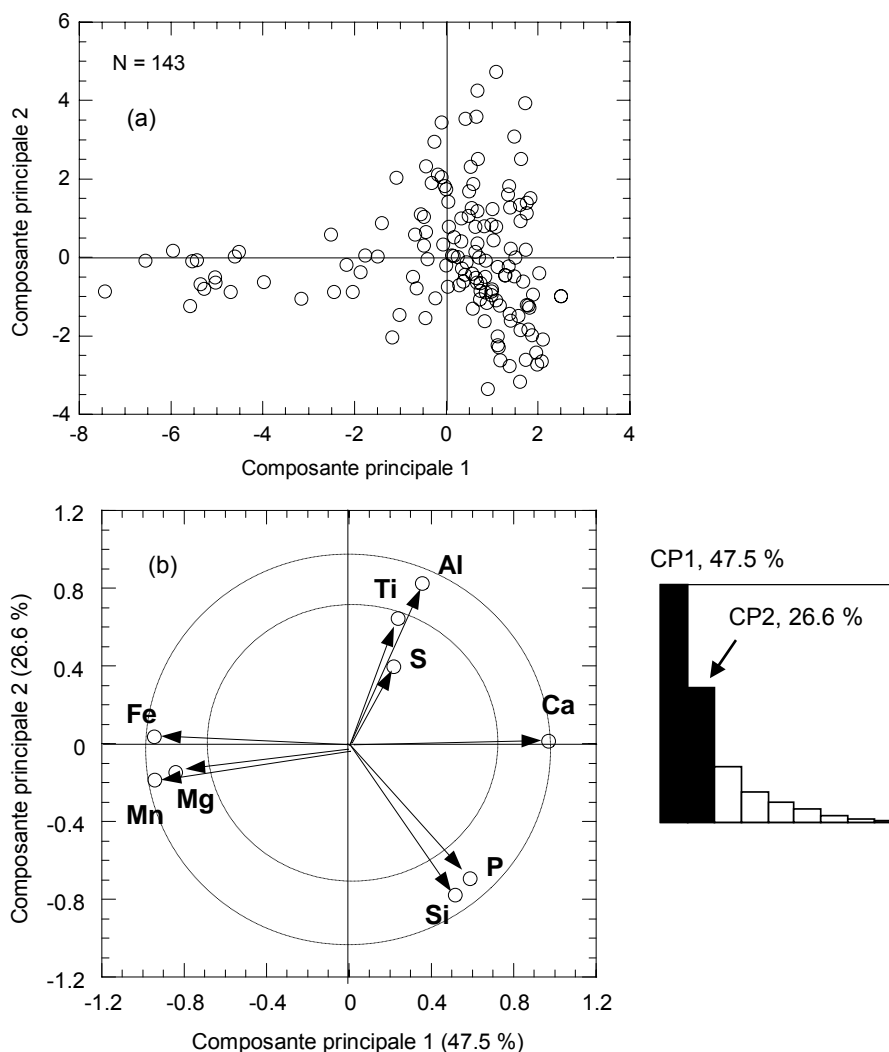 6
4
2
0
-2
-4
Composante principale 2
N = 143
(a)
-8 -6 -4 -2 0 2 4
Composante principale 1
1.2
0.8
0.4
0
-0.4
-0.8
-1.2
Composante principale 2 (26.6 %)
(b)
Al
Ti
S
Fe
Ca
Mg
Mn
P
Si
-1.2 -0.8 -0.4 0 0.4 0.8 1.2
Composante principale 1 (47.5 %)
CP1, 47.5 %
CP2, 26.6 %